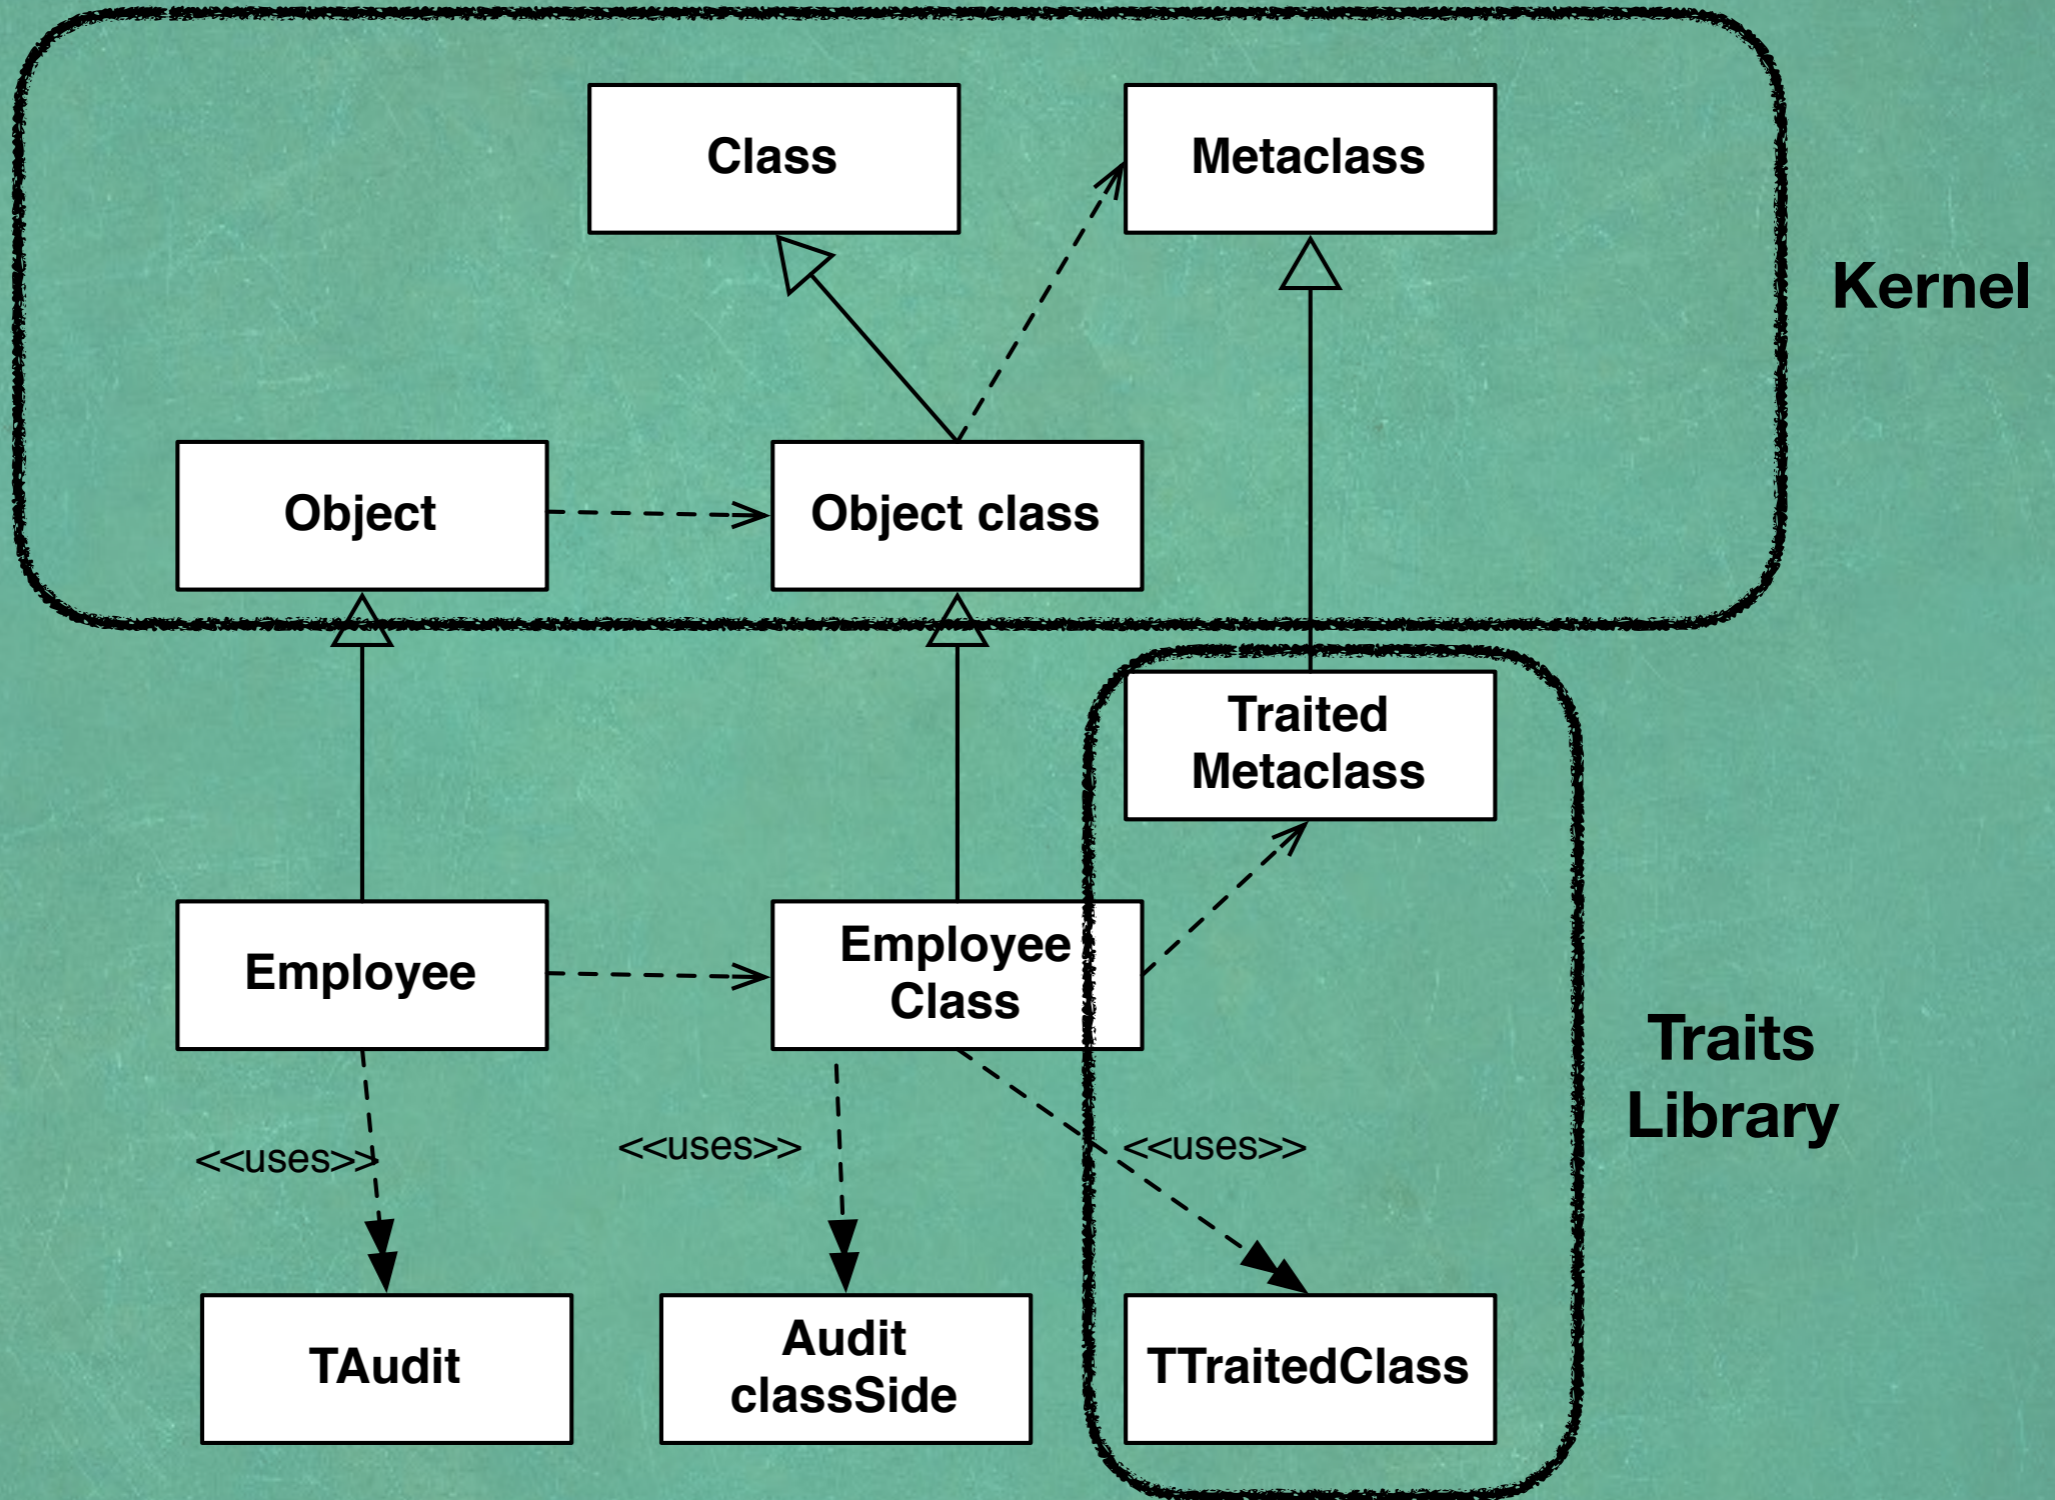 Class
Metaclass
Kernel
Object
Object class
Traited
Metaclass
Employee
Employee
Class
Traits
Library
<<uses>>
<<uses>>
<<uses>>
TAudit
Audit
classSide
TTraitedClass